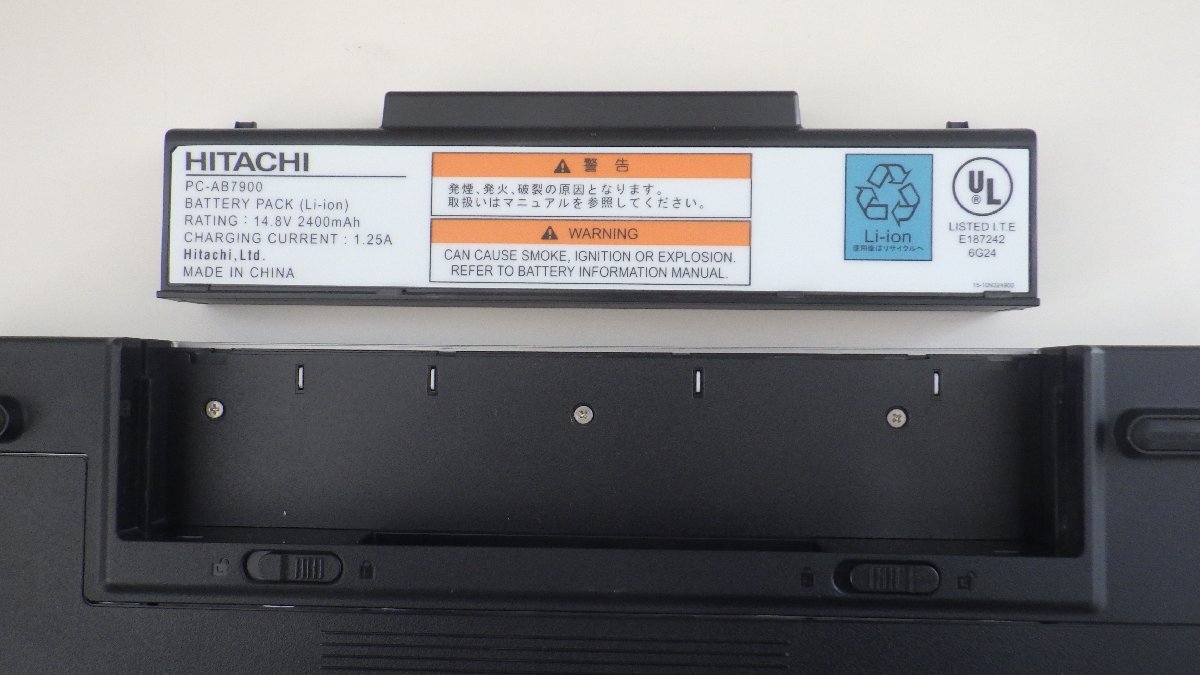 HITACHI
PC-AB7900
BATTERY PACK (Li-ion)
RATING : 14.8V 2400mAh
CHARGING CURRENT : 1.25A
Hitachi,Ltd.
MADE IN CHINA
警 告
発煙、発火、破裂の原因となります。
取扱いはマニュアルを参照してください。
WARNING
CAN CAUSE SMOKE, IGNITION OR EXPLOSION.
REFER TO BATTERY INFORMATION MANUAL.
Li-ion
使用後はリサイクルへ
UL
LISTED I.T.E
E187242
6G24